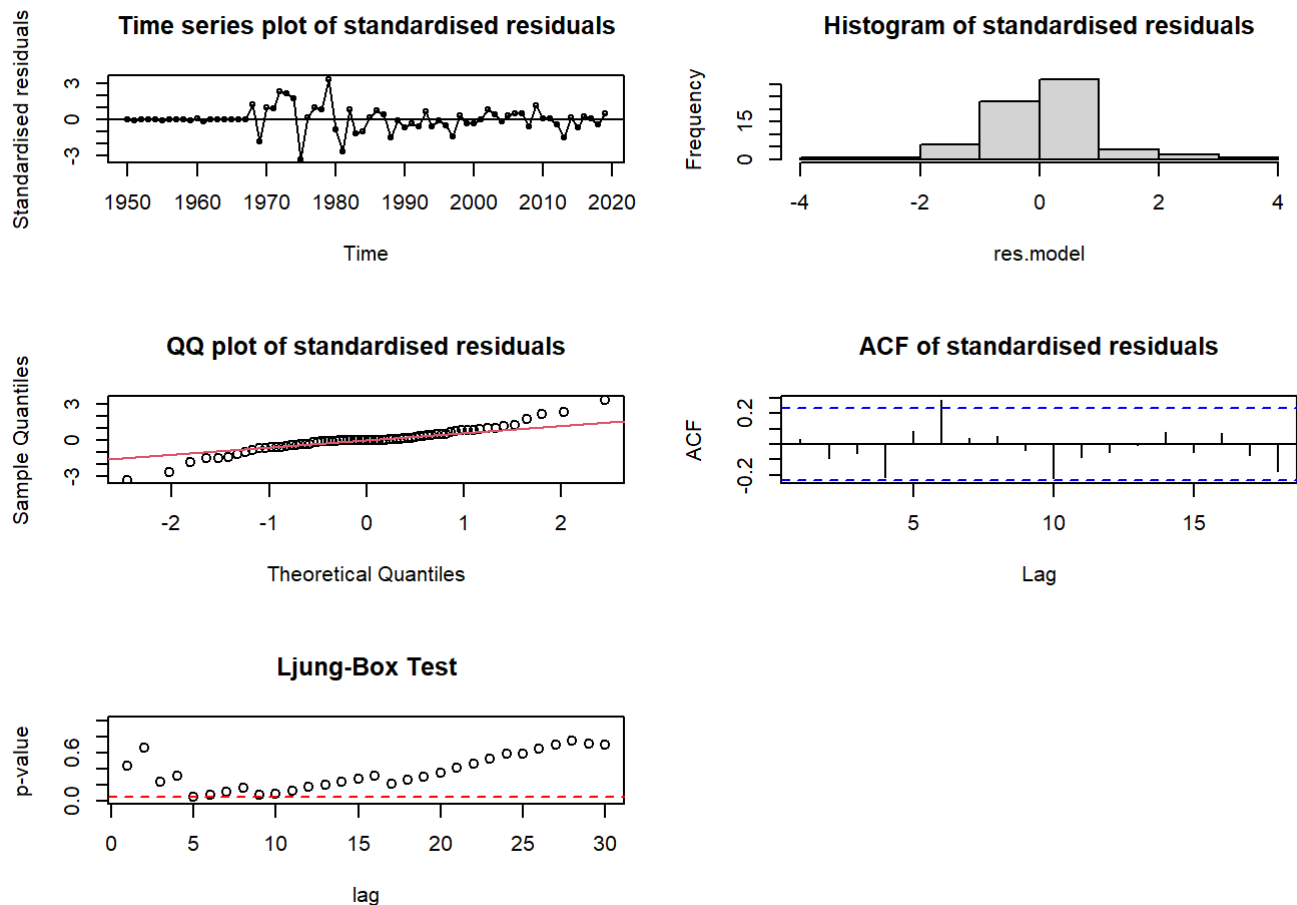 Time series plot of standardised residuals
Standardised residuals
3
0
-3
1950 1960 1970 1980 1990 2000 2010 2020
Time
Histogram of standardised residuals
Frequency
15
0
-4 -2 0 2 4
res.model
QQ plot of standardised residuals
Sample Quantiles
3
0
-3
-2 -1 0 1 2
Theoretical Quantiles
ACF of standardised residuals
ACF
0.2
-0.2
5 10 15
Lag
Ljung-Box Test
p-value
0.6
0.0
0 5 10 15 20 25 30
lag